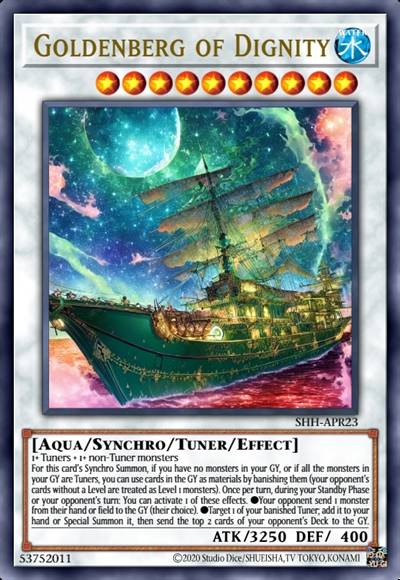 GOLDENBERG OF DIGNITY
WATER
水
SHH-APR23
[AQUA/SYNCHRO/TUNER/EFFECT]
1+ Tuners + 1+ non-Tuner monsters
For this card's Synchro Summon, if you have no monsters in your GY, or if all the monsters in
your GY are Tuners, you can use cards in the GY as materials by banishing them (your opponent's
cards without a Level are treated as Level 1 monsters). Once per turn, during your Standby Phase
or your opponent's turn: You can activate 1 of these effects. ●Your opponent send 1 monster
from their hand or field to the GY (their choice). ●Target 1 of your banished Tuner; add it to your
hand or Special Summon it, then send the top 2 cards of your opponent's Deck to the GY.
ATK/3250 DEF/ 400
53752011
©2020 Studio Dice/SHUEISHA,TV TOKYO,KONAMI